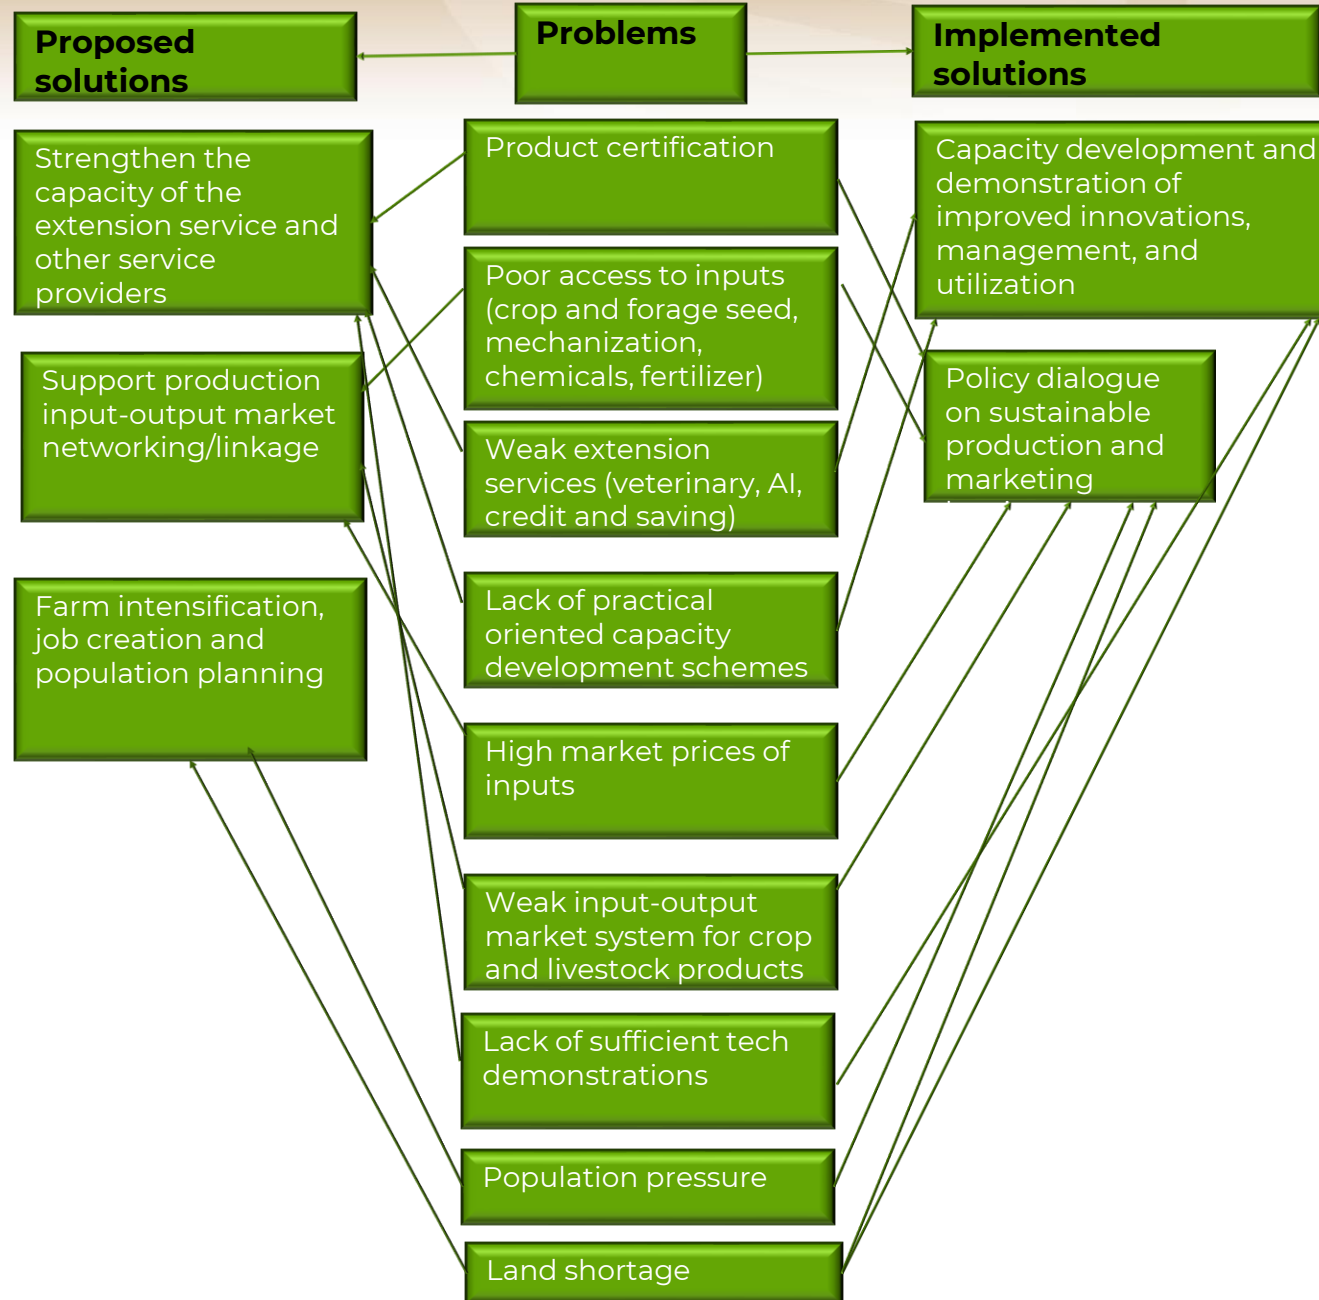 Proposed
solutions
Problems
Implemented
solutions
Strengthen the
capacity of the
extension service and
other service
providers
Support production
input-output market
networking/linkage
Farm intensification,
job creation and
population planning
Product certification
Poor access to inputs
(crop and forage seed,
mechanization,
chemicals, fertilizer)
Weak extension
services (veterinary, AI,
credit and saving)
Lack of practical
oriented capacity
development schemes
High market prices of
inputs
Weak input-output
market system for crop
and livestock products
Lack of sufficient tech
demonstrations
Population pressure
Land shortage
Capacity development and
demonstration of
improved innovations,
management, and
utilization
Policy dialogue
on sustainable
production and
marketing